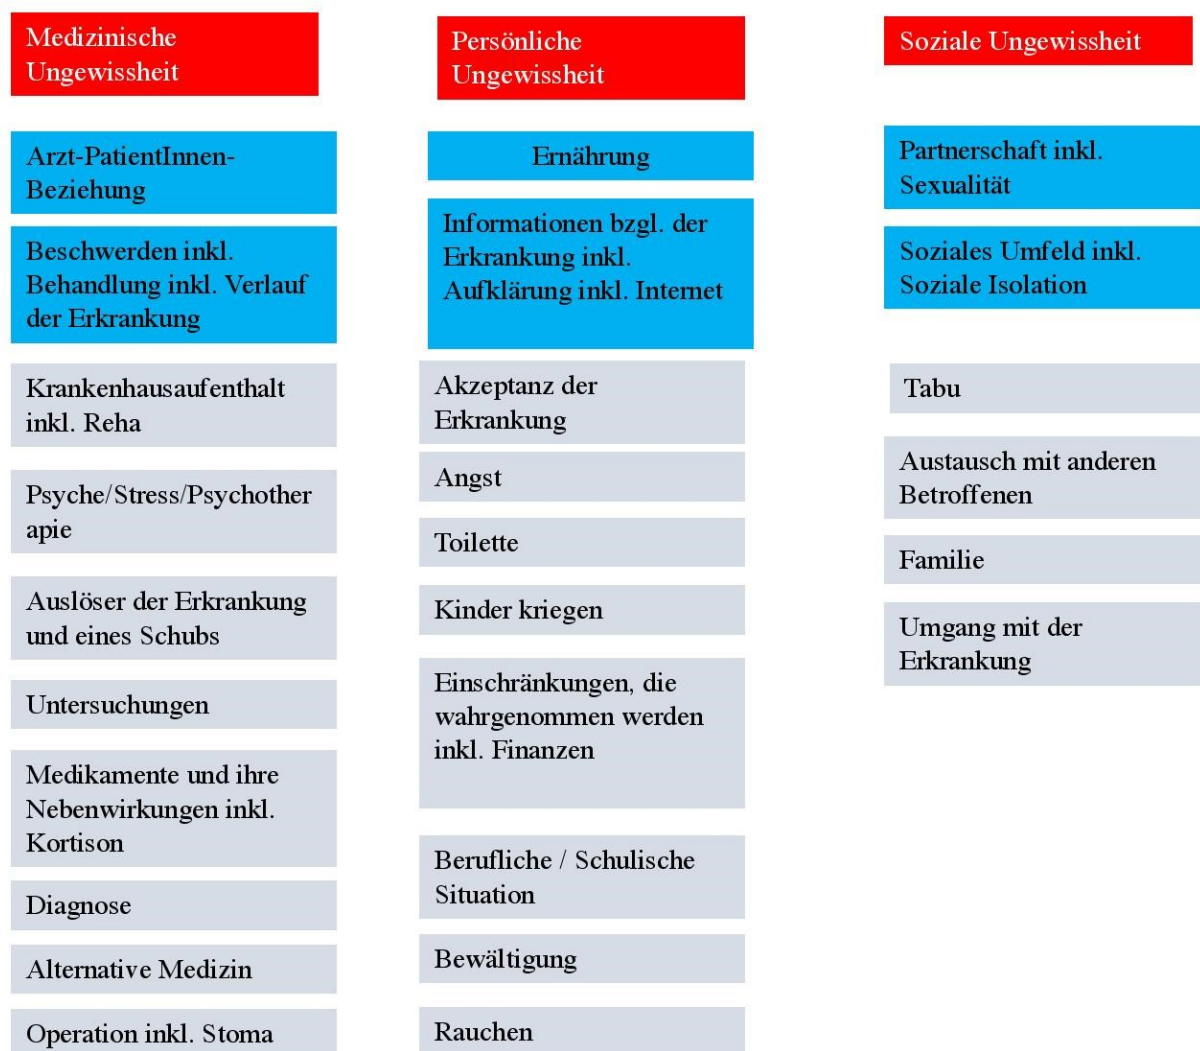 Medizinische
Ungewissheit
Arzt-PatientInnen-
Beziehung
Beschwerden inkl.
Behandlung inkl. Verlauf
der Erkrankung
Krankenhausaufenthalt
inkl. Reha
Psyche/Stress/Psychother
apie
Auslöser der Erkrankung
und eines Schubs
Untersuchungen
Medikamente und ihre
Nebenwirkungen inkl.
Kortison
Diagnose
Alternative Medizin
Operation inkl. Stoma
Persönliche
Ungewissheit
Ernährung
Informationen bzgl. der
Erkrankung inkl.
Aufklärung inkl. Internet
Akzeptanz der
Erkrankung
Angst
Toilette
Kinder kriegen
Einschränkungen, die
wahrgenommen werden
inkl. Finanzen
Berufliche / Schulische
Situation
Bewältigung
Rauchen
Soziale Ungewissheit
Partnerschaft inkl.
Sexualität
Soziales Umfeld inkl.
Soziale Isolation
Tabu
Austausch mit anderen
Betroffenen
Familie
Umgang mit der
Erkrankung